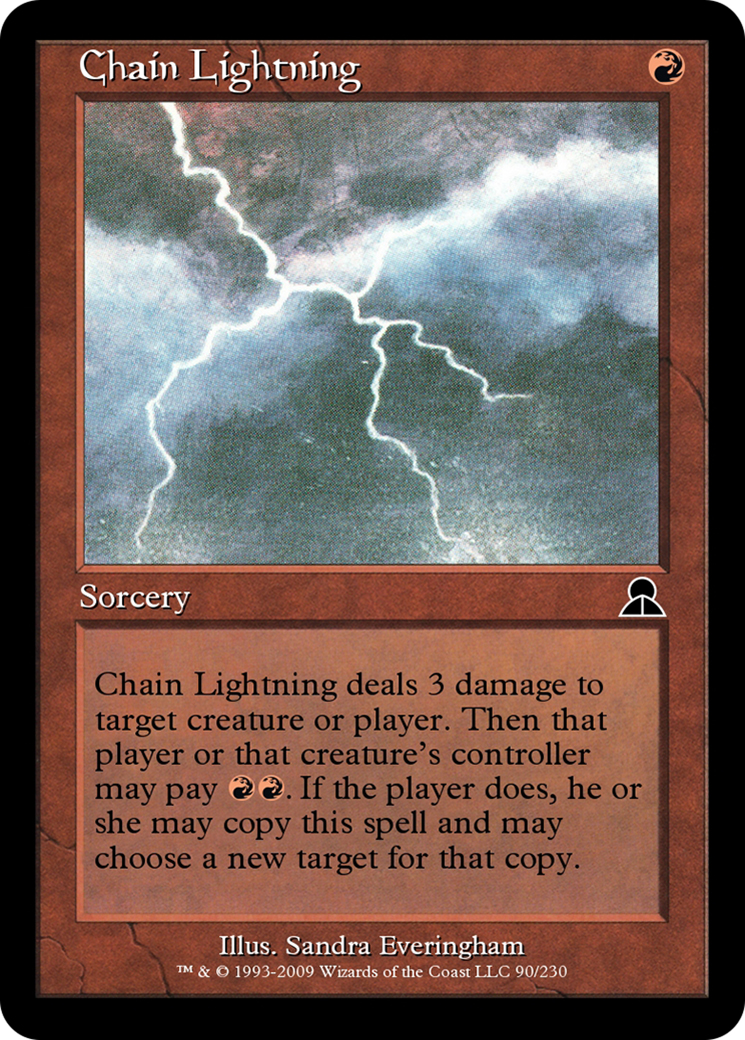 Chain Lightning
Sorcery
Chain Lightning deals 3 damage to
target creature or player. Then that
player or that creature's controller
may pay . If the player does, he or
she may copy this spell and may
choose a new target for that copy.
Illus. Sandra Everingham
™ & © 1993-2009 Wizards of the Coast LLC 90/230